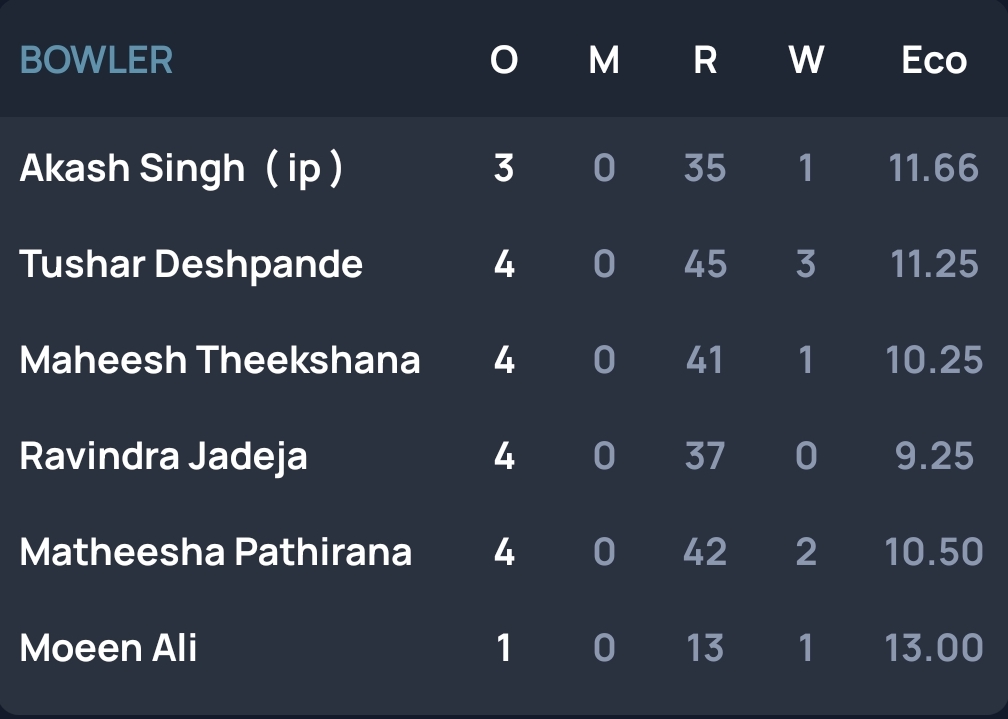 BOWLER O M R W Eco
Akash Singh ( ip ) 3 0 35 1 11.66
Tushar Deshpande 4 0 45 3 11.25
Maheesh Theekshana 4 0 41 1 10.25
Ravindra Jadeja 4 0 37 0 9.25
Matheesha Pathirana 4 0 42 2 10.50
Moeen Ali 1 0 13 1 13.00